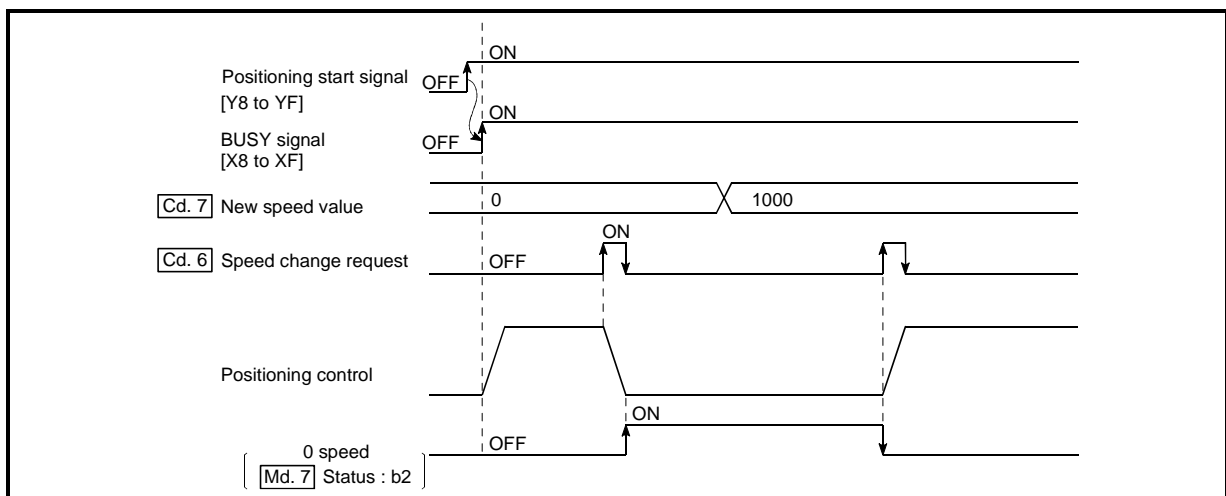 ON
Positioning start signal OFF
[Y8 to YF]
ON
BUSY signal OFF
[X8 to XF]
Cd. 7 New speed value 0 1000
ON
Cd. 6 Speed change request OFF
Positioning control
ON
0 speed OFF
Md. 7 Status : b2